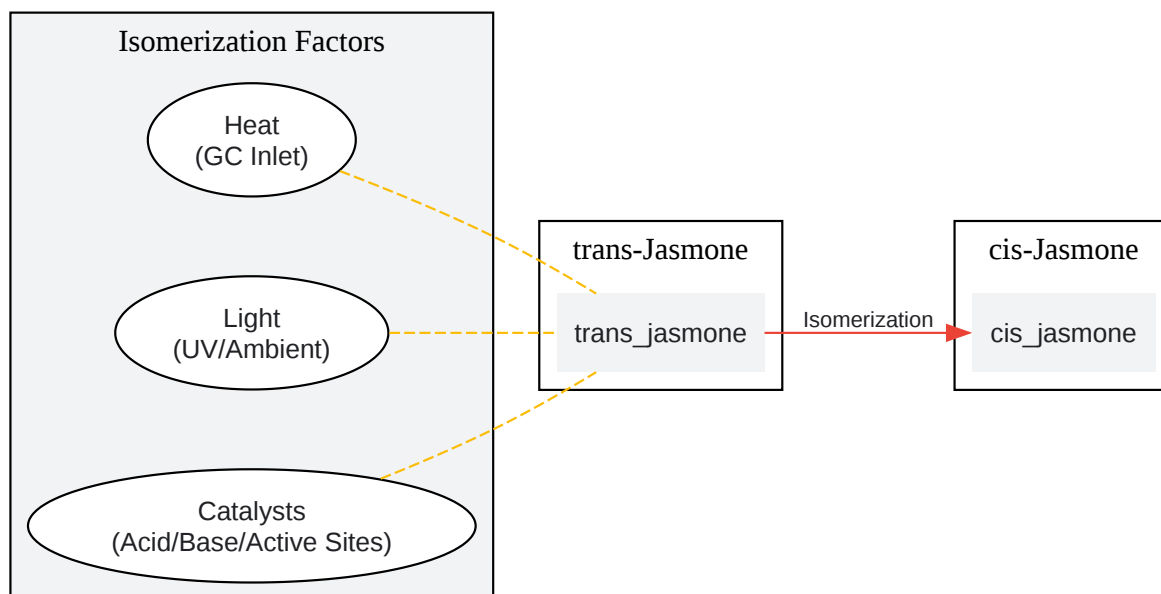 Isomerization Factors
Heat
(GC Inlet)
Light
(UV/Ambient)
Catalysts
(Acid/Base/Active Sites)
trans-Jasmone
trans_jasmone
Isomerization
cis-Jasmone
cis_jasmone